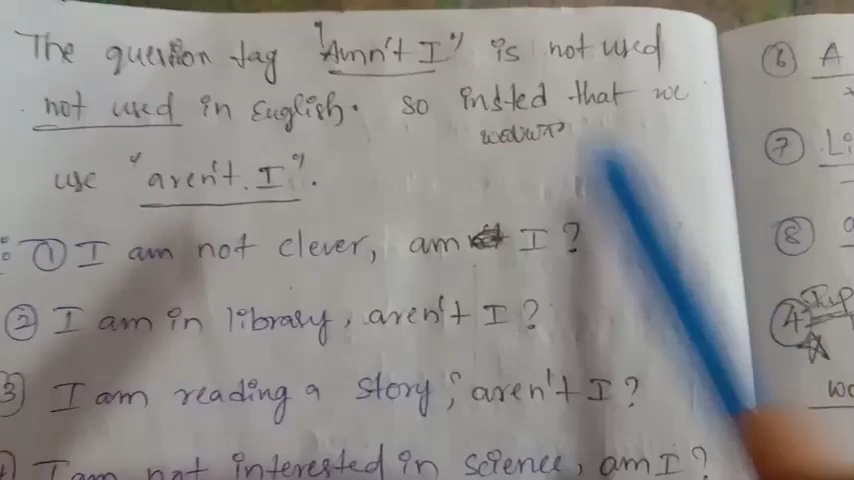 The question tag "Amn't I" is not used
not used in English. so insted that we
use "aren't I".
① I am not clever, am I?
② I am in library, aren't I?
3 I am reading a story, aren't I?
I am not interested in science, am I?
⑥ A
⑦ Li
⑧
④